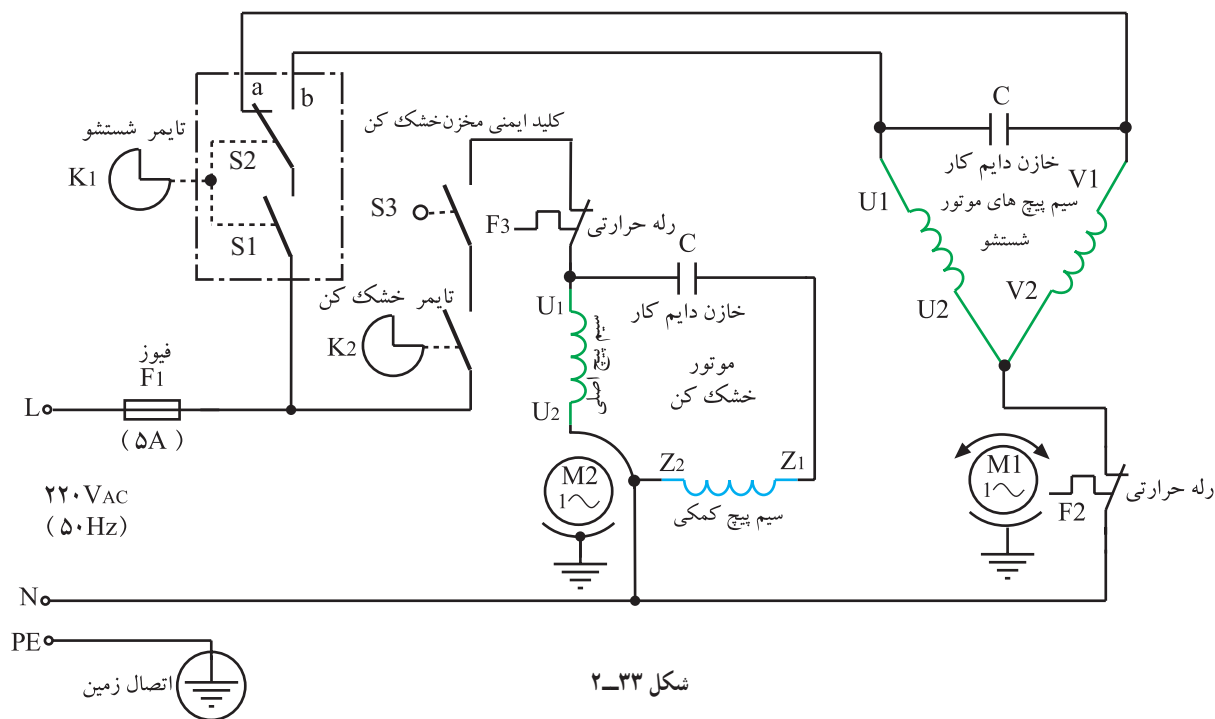 a
b
C
تایمر شستشو
کلید ایمنی مخزن خشک کن
خازن دایم کار
K1
S2
S1
S3
F3
رله حرارتی
U1
V1
سیم پیچ های موتور
شستشو
U2
V2
C
خازن دایم کار
تایمر خشک کن
K2
U1
سیم پیچ اصلی
U2
موتور
خشک کن
فیوز
F1
L
(۵A)
۲۲۰VAC
(۵۰Hz)
M2
1~
Z2
Z1
سیم پیچ کمکی
M1
1~
F2
رله حرارتی
N
PE
اتصال زمین
شکل ۳۳ــ۲